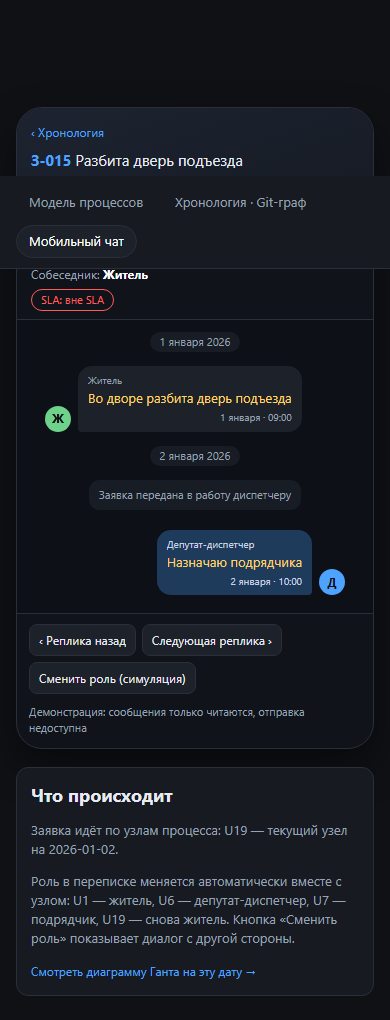 ‹ Хронология
З-015 Разбита дверь подъезда
Модель процессов
Хронология · Git-граф
Мобильный чат
Собеседник: Житель
SLA: вне SLA
1 января 2026
Житель
Во дворе разбита дверь подъезда
1 января · 09:00
Ж
2 января 2026
Заявка передана в работу диспетчеру
Депутат-диспетчер
Назначаю подрядчика
2 января · 10:00
Д
‹ Реплика назад
Следующая реплика ›
Сменить роль (симуляция)
Демонстрация: сообщения только читаются, отправка
недоступна
Что происходит
Заявка идёт по узлам процесса: U19 — текущий узел
на 2026-01-02.
Роль в переписке меняется автоматически вместе с
узлом: U1 — житель, U6 — депутат-диспетчер, U7 —
подрядчик, U19 — снова житель. Кнопка «Сменить
роль» показывает диалог с другой стороны.
Смотреть диаграмму Ганта на эту дату →